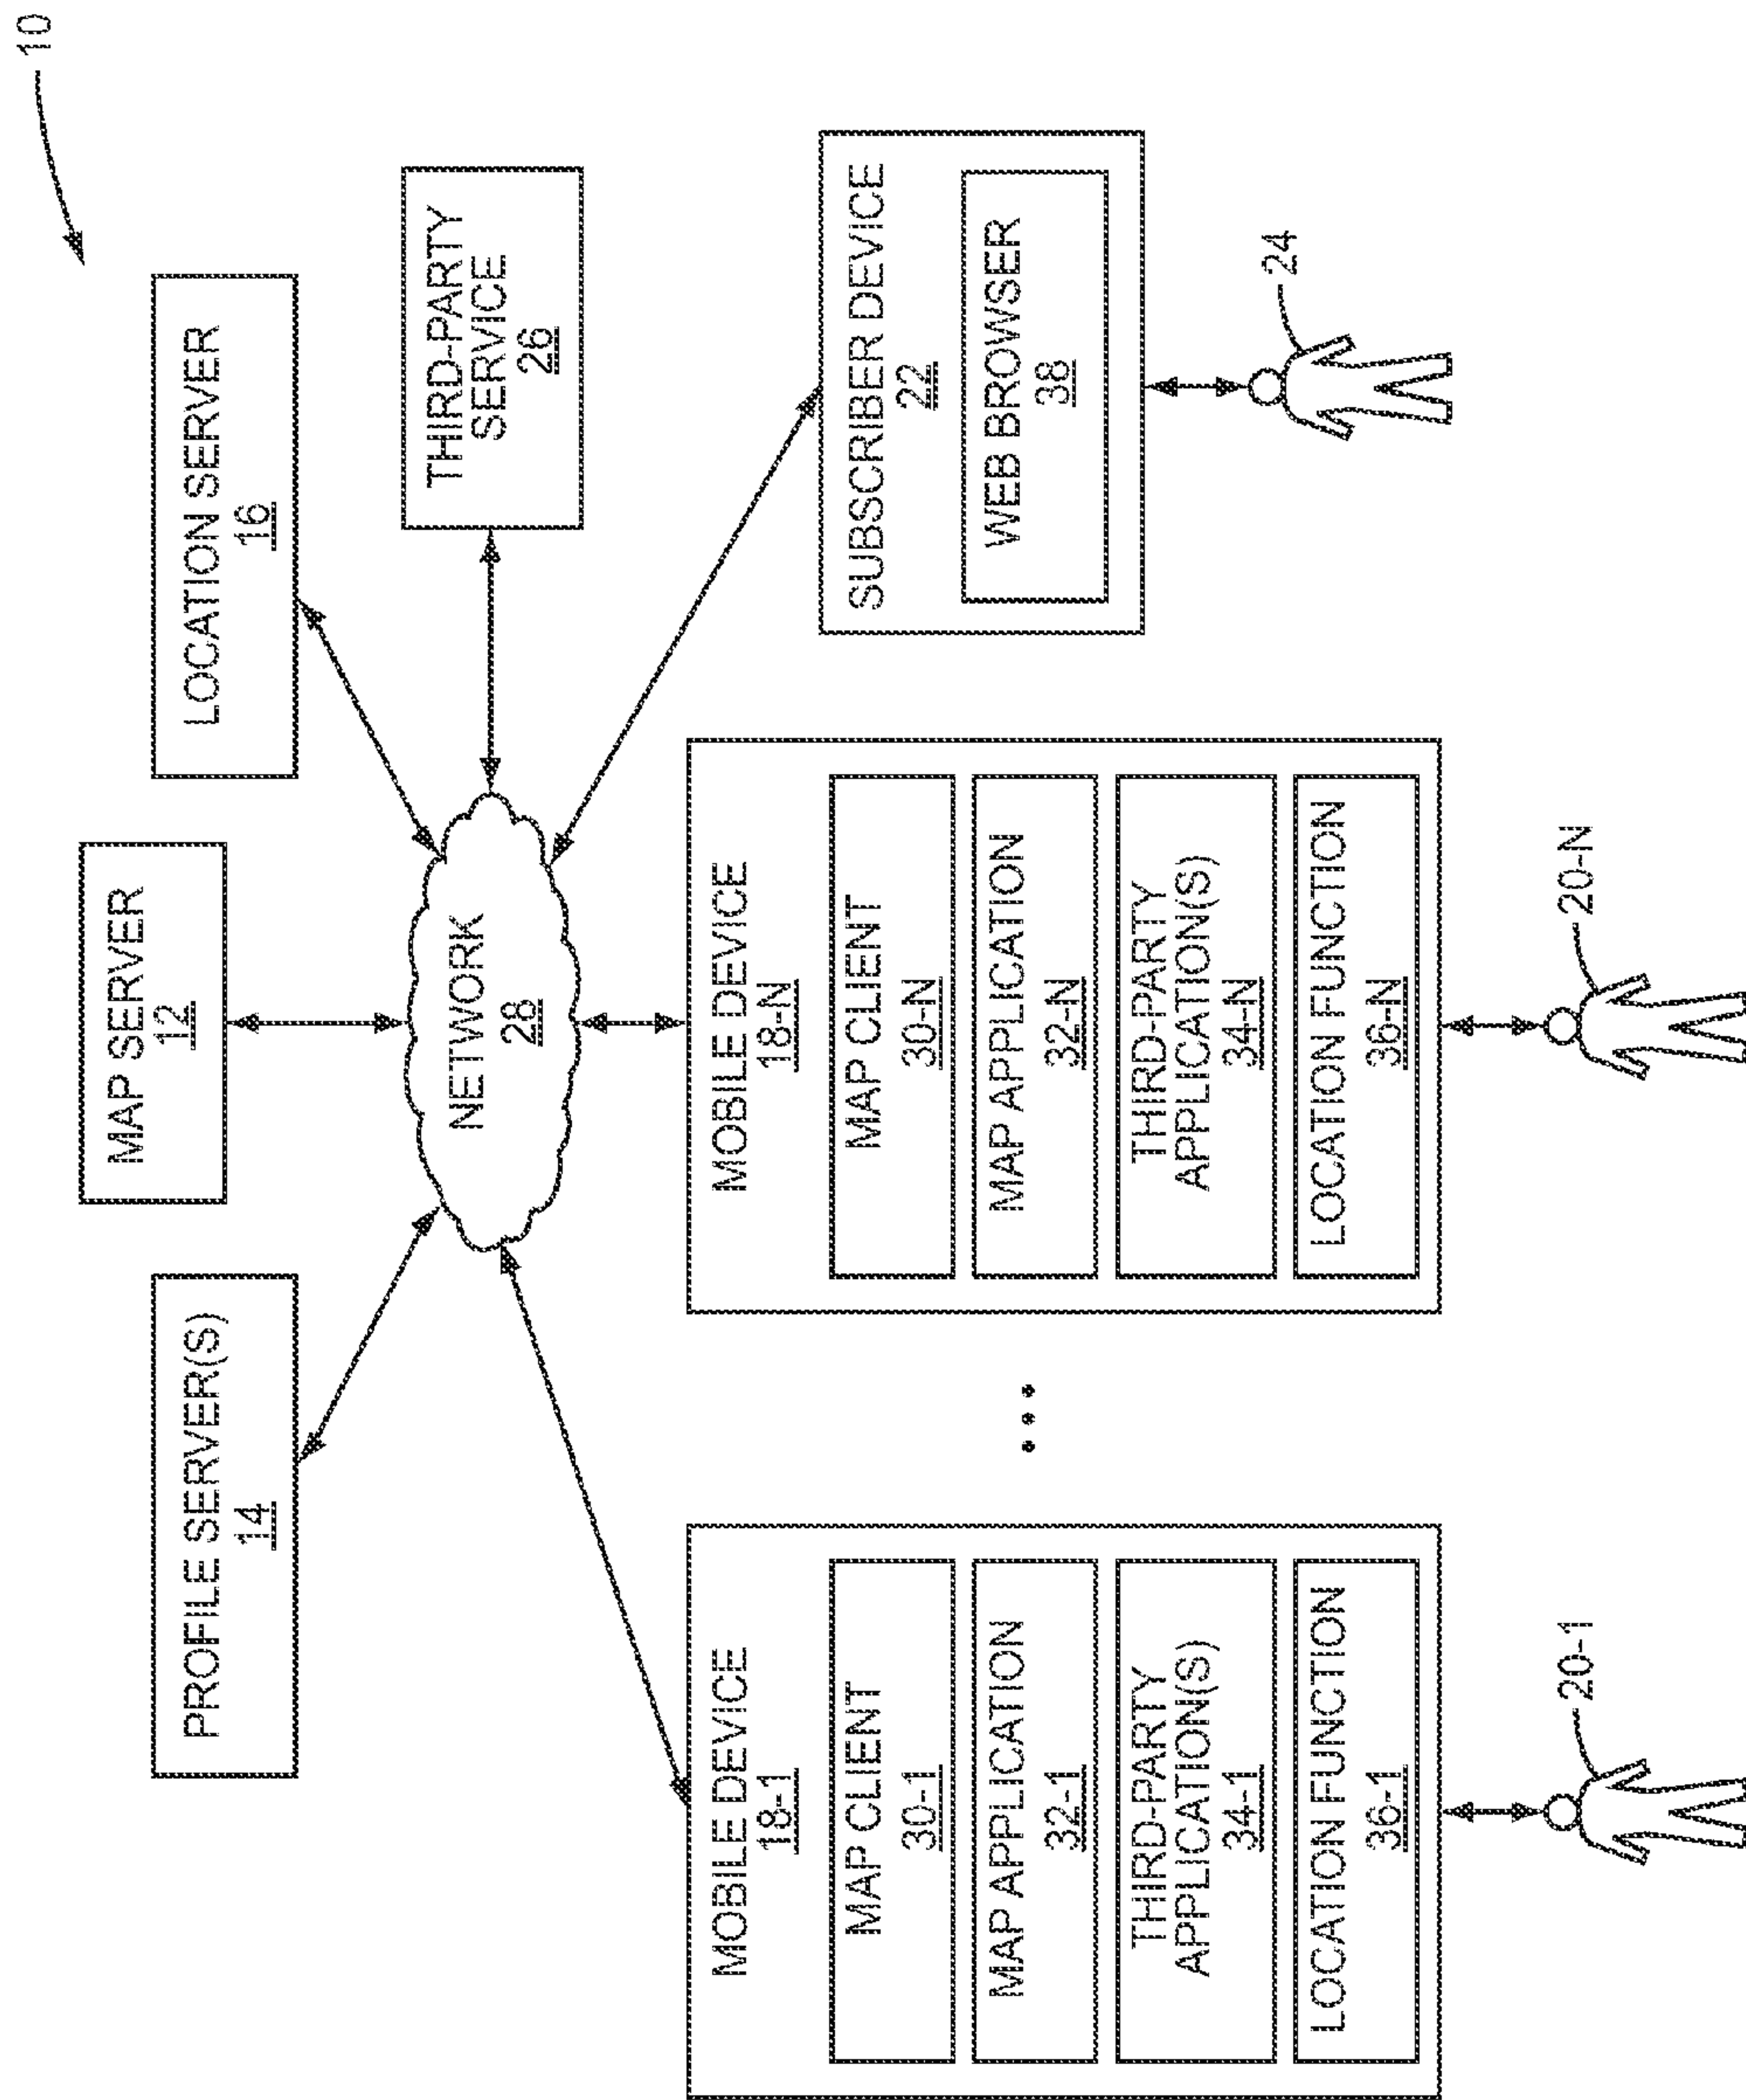 10
MAP SERVER
12
PROFILE SERVER(S)
14
LOCATION SERVER
16
NETWORK
28
THIRD-PARTY
SERVICE
26
MOBILE DEVICE
18-1
MAP CLIENT
30-1
MAP APPLICATION
32-1
THIRD-PARTY
APPLICATION(S)
34-1
LOCATION FUNCTION
36-1
20-1
...
MOBILE DEVICE
18-N
MAP CLIENT
30-N
MAP APPLICATION
32-N
THIRD-PARTY
APPLICATION(S)
34-N
LOCATION FUNCTION
36-N
20-N
SUBSCRIBER DEVICE
22
WEB BROWSER
38
24